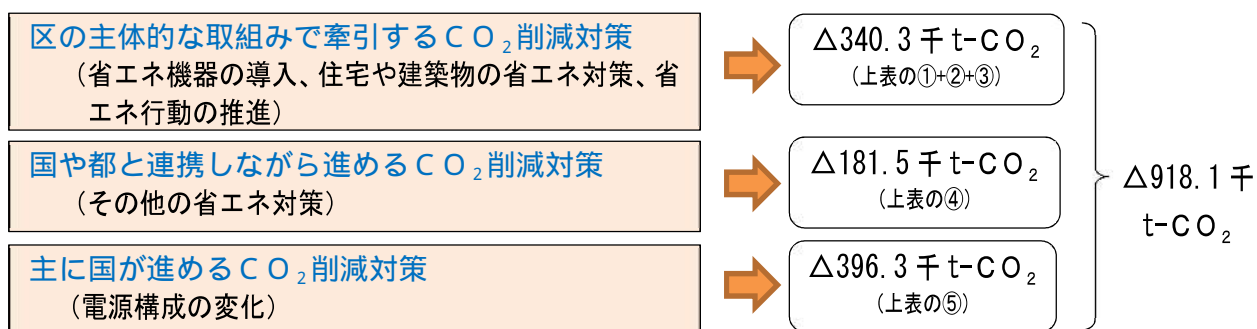 区の主体的な取組みで牽引するＣＯ₂削減対策
（省エネ機器の導入、住宅や建築物の省エネ対策、省
エネ行動の推進）
△340.3 千 t-ＣＯ₂
（上表の①+②+③）
国や都と連携しながら進めるＣＯ₂削減対策
（その他の省エネ対策）
△181.5 千 t-ＣＯ₂
（上表の④）
主に国が進めるＣＯ₂削減対策
（電源構成の変化）
△396.3 千 t-ＣＯ₂
（上表の⑤）
△918.1 千
t-ＣＯ₂